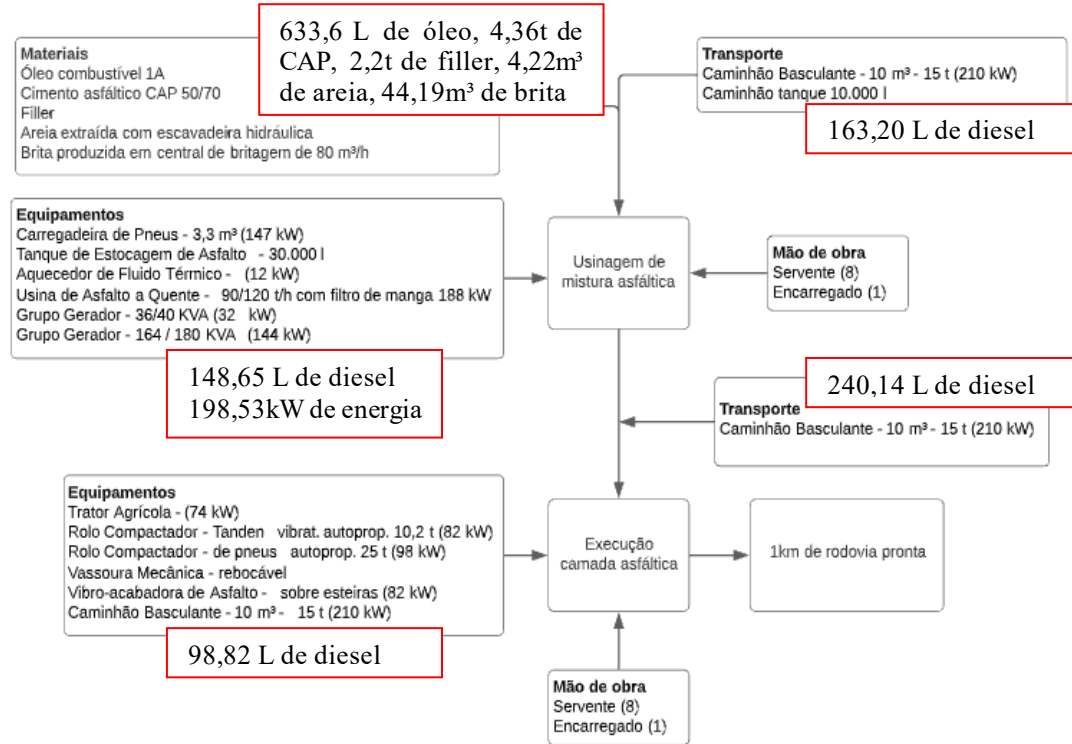 Materiais
Óleo combustível 1A
Cimento asfáltico CAP 50/70
Filler
Areia extraída com escavadeira hidráulica
Brita produzida em central de britagem de 80 m³/h
633,6 L de óleo, 4,36t de
CAP, 2,2t de filler, 4,22m³
de areia, 44,19m³ de brita
Transporte
Caminhão Basculante - 10 m³ - 15 t (210 kW)
Caminhão tanque 10.000 l
163,20 L de diesel
Equipamentos
Carregadeira de Pneus - 3,3 m³ (147 kW)
Tanque de Estocagem de Asfalto - 30.000 l
Aquecedor de Fluido Térmico - (12 kW)
Usina de Asfalto a Quente - 90/120 t/h com filtro de manga 188 kW
Grupo Gerador - 36/40 KVA (32 kW)
Grupo Gerador - 164 / 180 KVA (144 kW)
148,65 L de diesel
198,53kW de energia
Usinagem de
mistura asfáltica
Mão de obra
Servente (8)
Encarregado (1)
240,14 L de diesel
Transporte
Caminhão Basculante - 10 m³ - 15 t (210 kW)
Equipamentos
Trator Agrícola - (74 kW)
Rolo Compactador - Tanden vibrat. autoprop. 10,2 t (82 kW)
Rolo Compactador - de pneus autoprop. 25 t (98 kW)
Vassoura Mecânica - rebocável
Vibro-acabadora de Asfalto - sobre esteiras (82 kW)
Caminhão Basculante - 10 m³ - 15 t (210 kW)
98,82 L de diesel
Execução
camada asfáltica
1km de rodovia pronta
Mão de obra
Servente (8)
Encarregado (1)